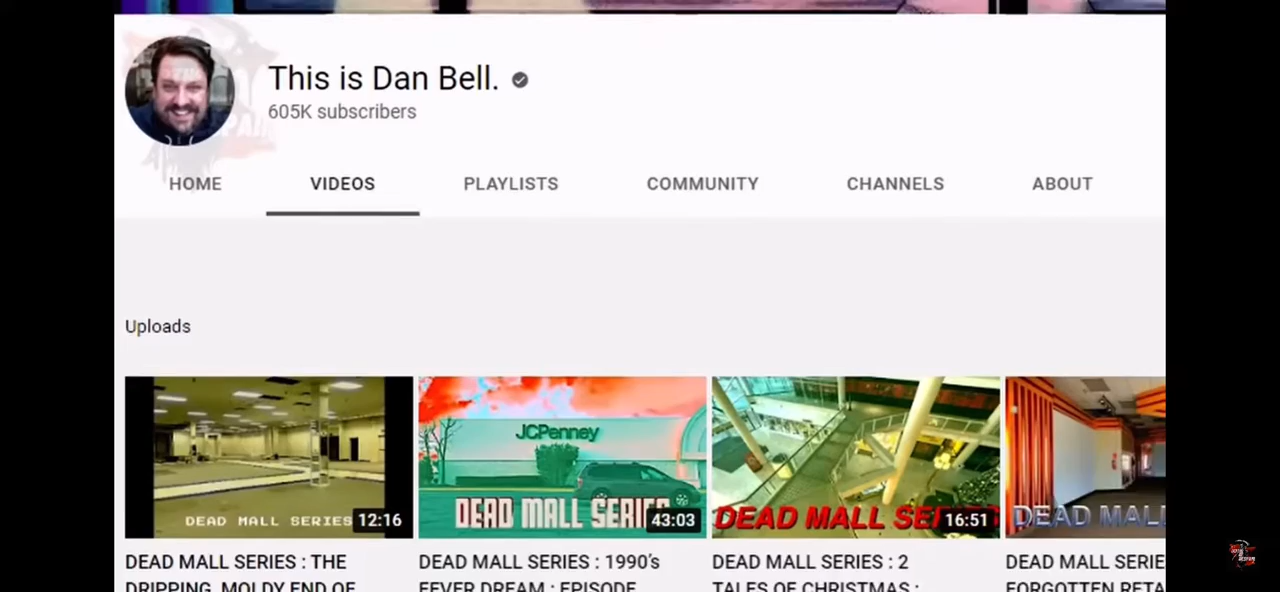 This is Dan Bell.
605K subscribers
HOME VIDEOS PLAYLISTS COMMUNITY CHANNELS ABOUT
Uploads
JCPenney
DEAD MALL SERIES 12:16
DEAD MALL SERI 43:03
DEAD MALL SE 16:51
DEAD MALL
DEAD MALL SERIES : THE
DRIPPING, MOLDY END OF
DEAD MALL SERIES : 1990’s
FEVER DREAM : EPISODE
DEAD MALL SERIES : 2
TALES OF CHRISTMAS :
DEAD MALL SERIE
FORGOTTEN RETA